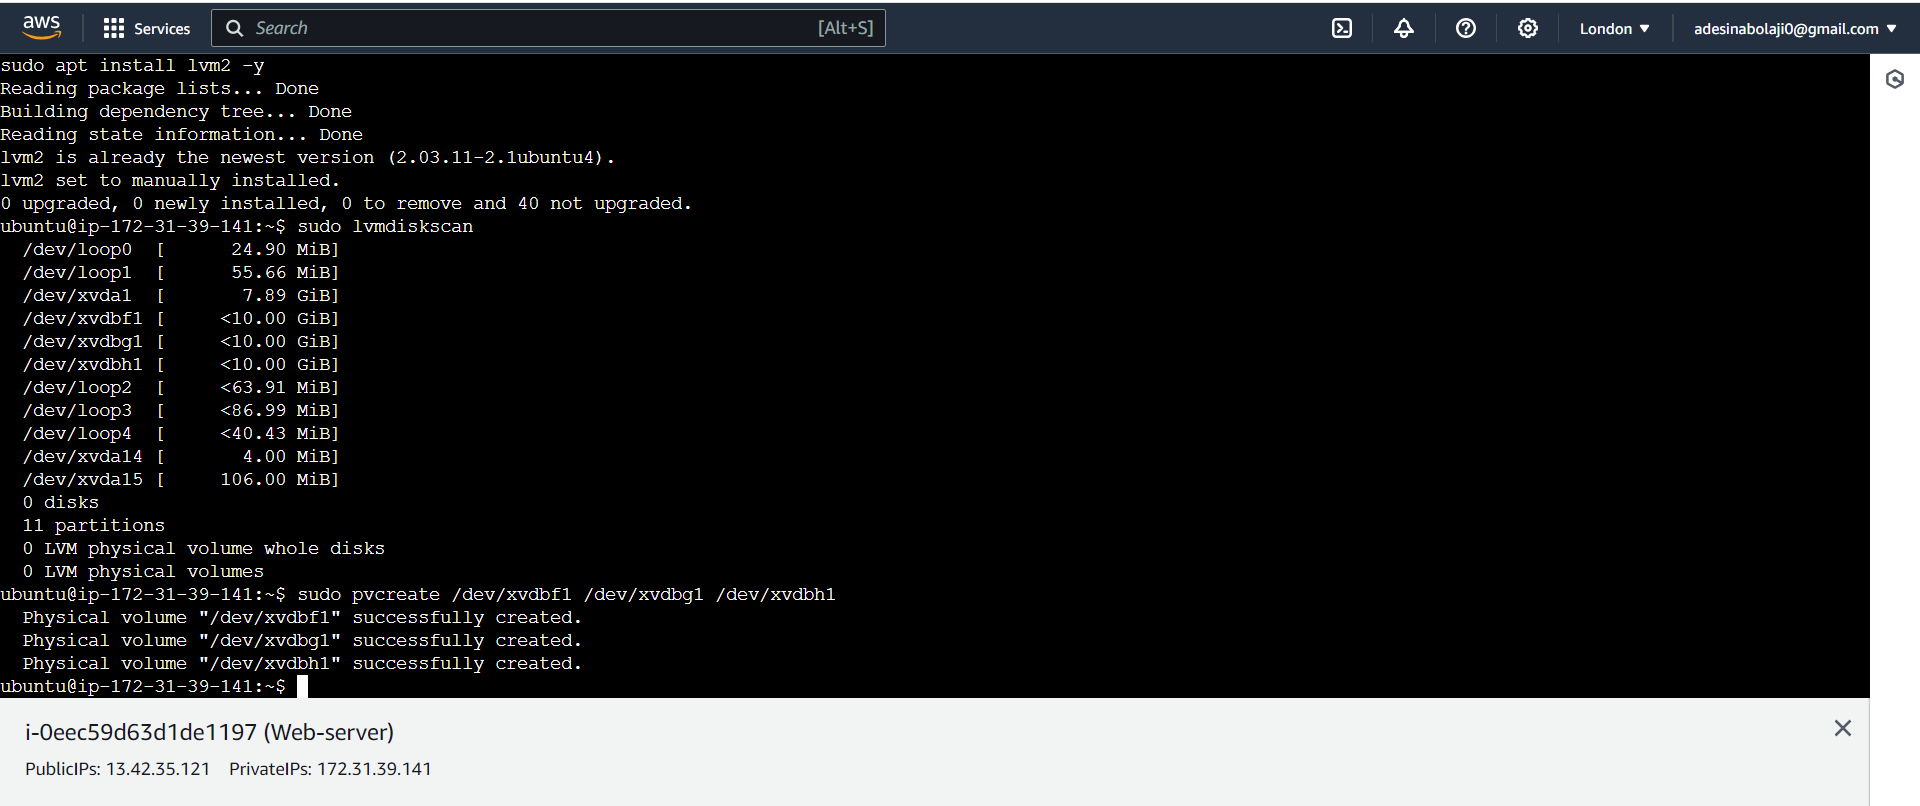 aws Services Search [Alt+S] London adesinabolaji0@gmail.com
sudo apt install lvm2 -y
Reading package lists... Done
Building dependency tree... Done
Reading state information... Done
lvm2 is already the newest version (2.03.11-2.1ubuntu4).
lvm2 set to manually installed.
0 upgraded, 0 newly installed, 0 to remove and 40 not upgraded.
ubuntu@ip-172-31-39-141:~$ sudo lvmdiskscan
  /dev/loop0  [      24.90 MiB]
  /dev/loop1  [      55.66 MiB]
  /dev/xvda1  [       7.89 GiB]
  /dev/xvdbf1 [     <10.00 GiB]
  /dev/xvdbg1 [     <10.00 GiB]
  /dev/xvdbh1 [     <10.00 GiB]
  /dev/loop2  [     <63.91 MiB]
  /dev/loop3  [     <86.99 MiB]
  /dev/loop4  [     <40.43 MiB]
  /dev/xvda14 [       4.00 MiB]
  /dev/xvda15 [     106.00 MiB]
  0 disks
  11 partitions
  0 LVM physical volume whole disks
  0 LVM physical volumes
ubuntu@ip-172-31-39-141:~$ sudo pvcreate /dev/xvdbf1 /dev/xvdbg1 /dev/xvdbh1
  Physical volume "/dev/xvdbf1" successfully created.
  Physical volume "/dev/xvdbg1" successfully created.
  Physical volume "/dev/xvdbh1" successfully created.
ubuntu@ip-172-31-39-141:~$
i-0eec59d63d1de1197 (Web-server)
PublicIPs: 13.42.35.121 PrivateIPs: 172.31.39.141